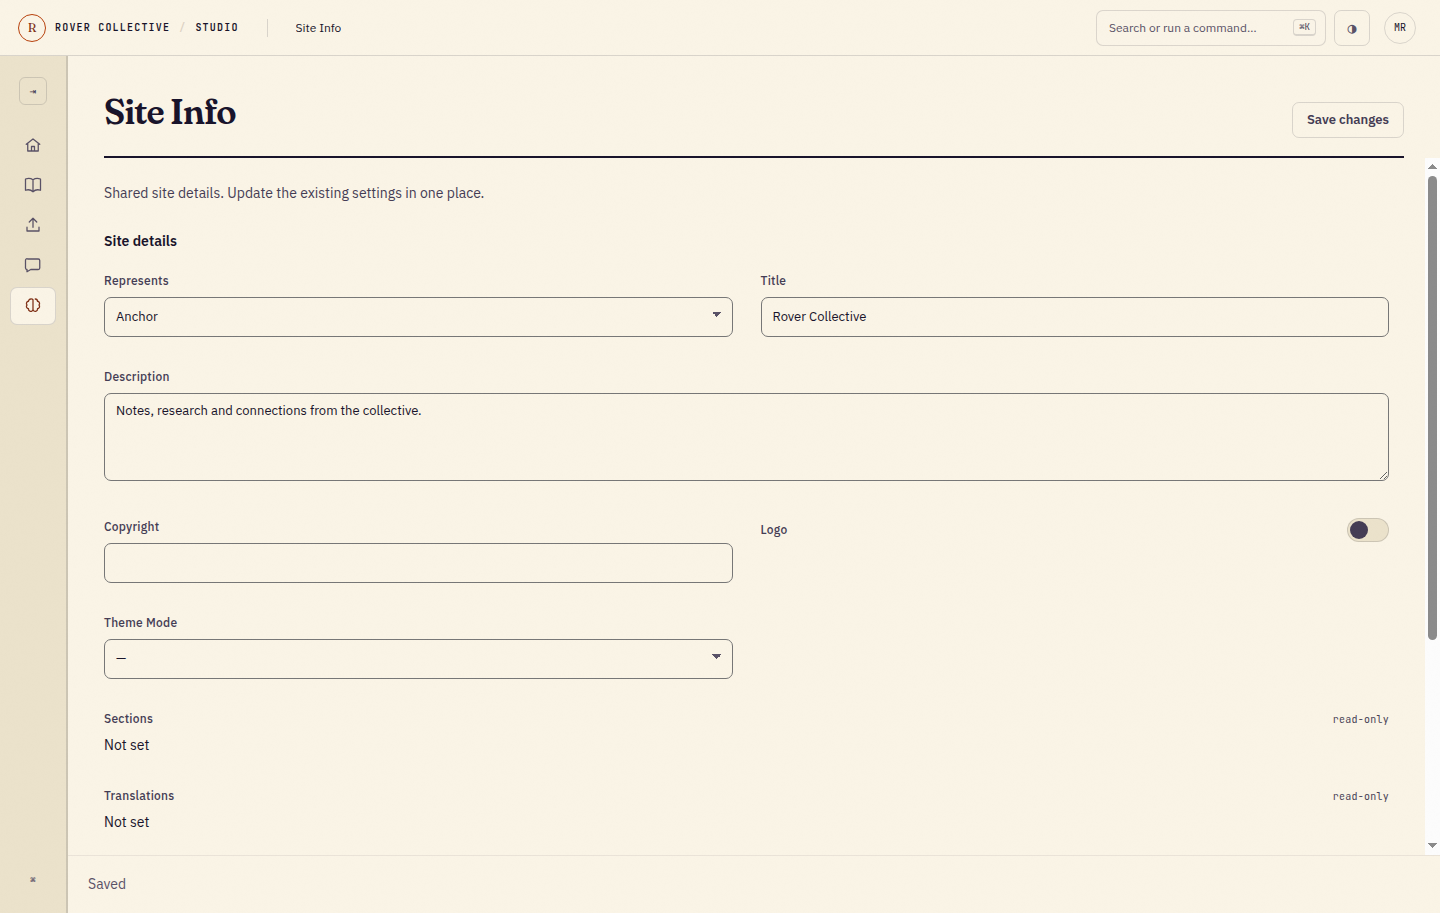 R ROVER COLLECTIVE / STUDIO Site Info Search or run a command... ⌘K MR
Site Info
Save changes
Shared site details. Update the existing settings in one place.
Site details
Represents Title
Anchor Rover Collective
Description
Notes, research and connections from the collective.
Copyright Logo
Theme Mode
—
Sections read-only
Not set
Translations read-only
Not set
⌘
Saved